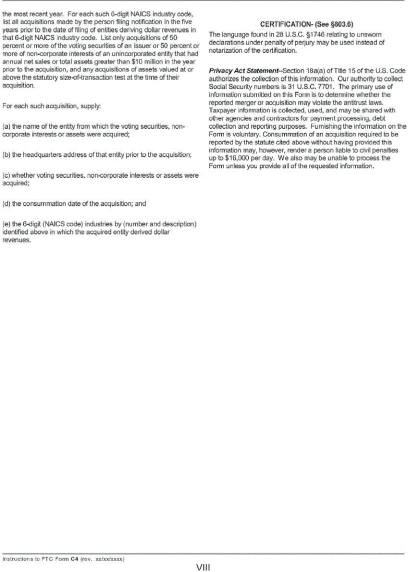 the most recent year.  For each such 6-digit NAICS industry code,
list all acquisitions made by the person filing notification in the five
years prior to the date of filing of entities deriving dollar revenues in
that 6-digit NAICS industry code.  List only acquisitions of 50
percent or more of the voting securities of an issuer or 50 percent or
more of non-corporate interests of an unincorporated entity that had
annual net sales or total assets greater than $10 million in the year
prior to the acquisition, and any acquisitions of assets valued at or
above the statutory size-of-transaction test at the time of their
acquisition.
For each such acquisition, supply:
(a) the name of the entity from which the voting securities, non-
corporate interests or assets were acquired;
(b) the headquarters address of that entity prior to the acquisition;
(c) whether voting securities, non-corporate interests or assets were
acquired;
(d) the consummation date of the acquisition; and
(e) the 6-digit (NAICS code) industries by (number and description)
identified above in which the acquired entity derived dollar
revenues.
CERTIFICATION- (See §803.6)
The language found in 28 U.S.C. §1746 relating to unsworn
declarations under penalty of perjury may be used instead of
notarization of the certification.
Privacy Act Statement--Section 18a(a) of Title 15 of the U.S. Code
authorizes the collection of this information.  Our authority to collect
Social Security numbers is 31 U.S.C. 7701.  The primary use of
information submitted on this Form is to determine whether the
reported merger or acquisition may violate the antitrust laws.
Taxpayer information is collected, used, and may be shared with
other agencies and contractors for payment processing, debt
collection and reporting purposes.  Furnishing the information on the
Form is voluntary.  Consummation of an acquisition required to be
reported by the statute cited above without having provided this
information may, however, render a person liable to civil penalties
up to $16,000 per day.  We also may be unable to process the
Form unless you provide all of the requested information.
Instructions to FTC Form C4 (rev. xx/xx/xxxx)
VIII